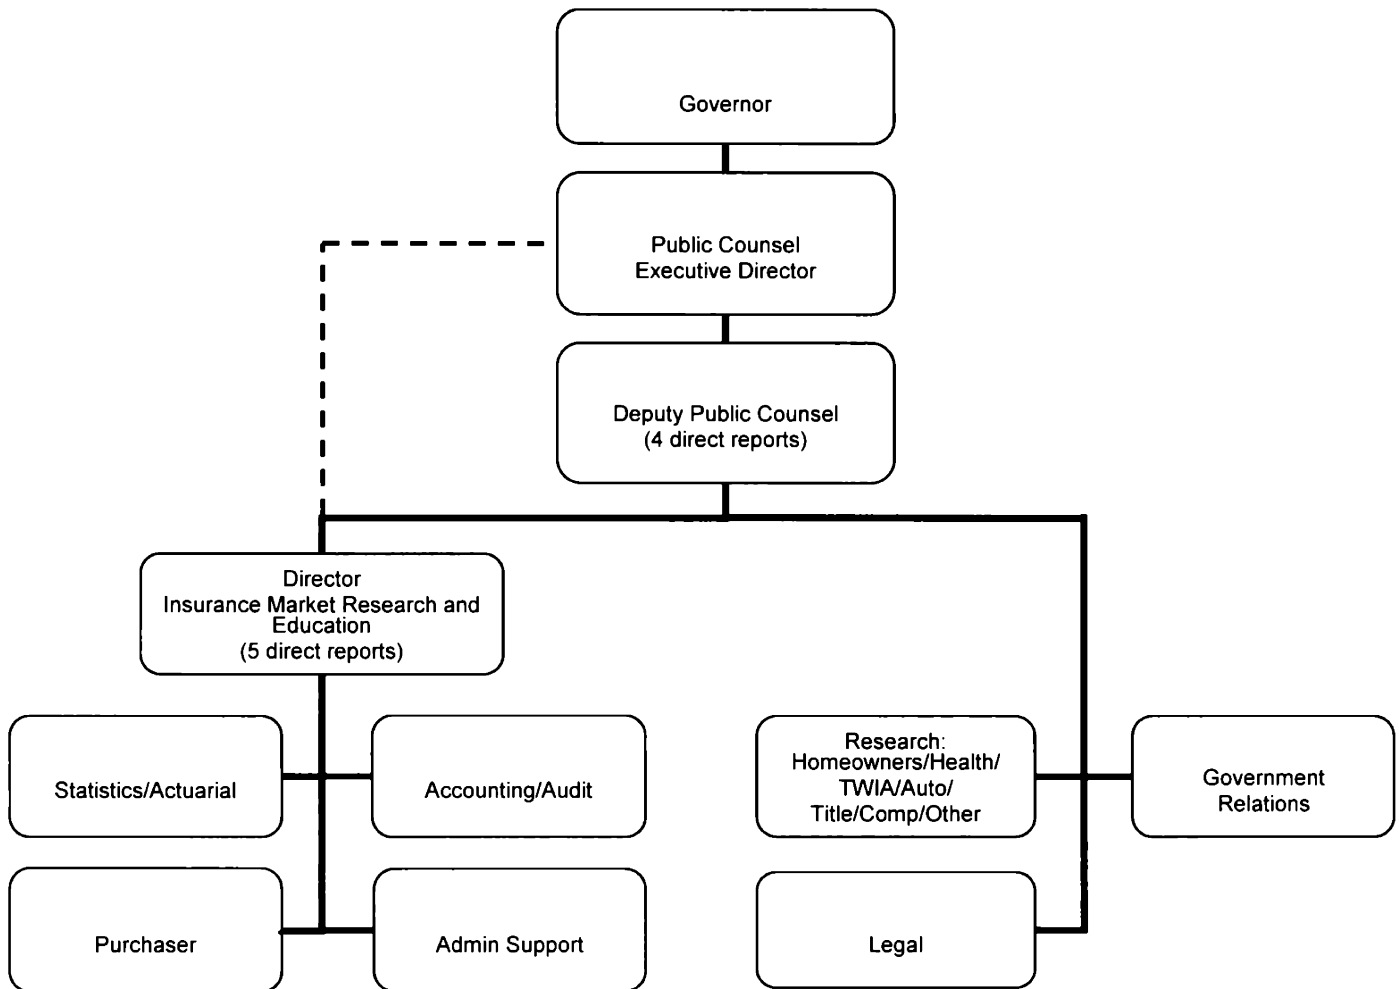 Governor
Public Counsel
Executive Director
Deputy Public Counsel
(4 direct reports)
Director
Insurance Market Research and
Education
(5 direct reports)
Statistics/Actuarial
Accounting/Audit
Research:
Homeowners/Health/
TWIA/Auto/
Title/Comp/Other
Government
Relations
Purchaser
Admin Support
Legal